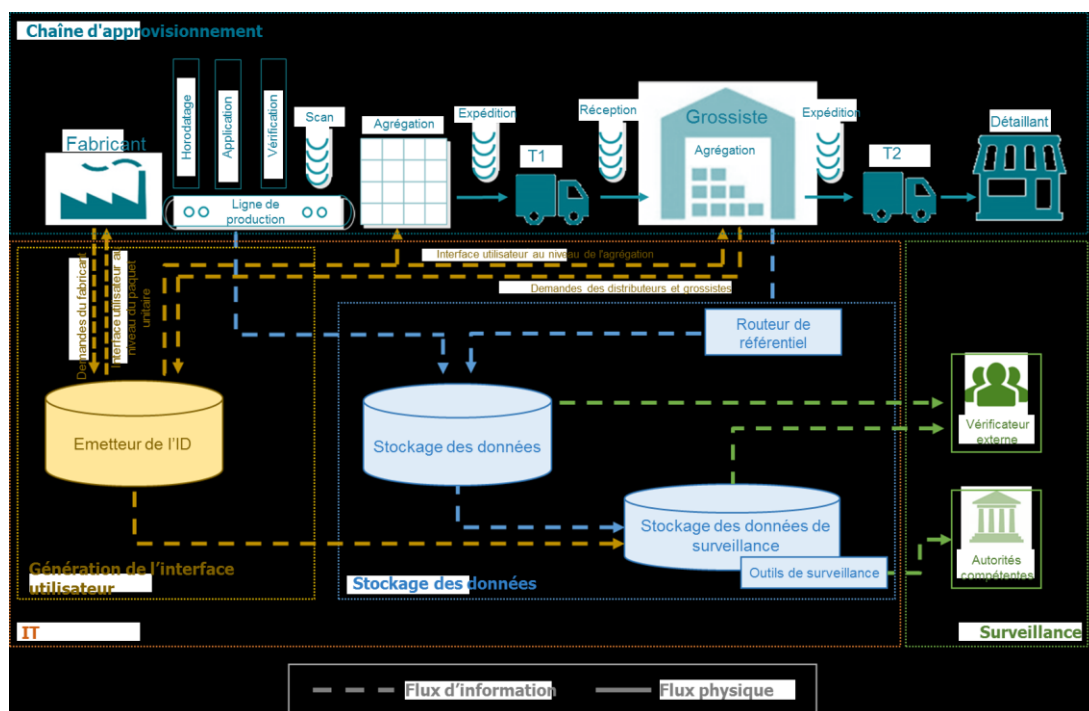 Chaîne d'approvisionnement
Fabricant
Horodatage
Application
Vérification
Scan
Ligne de
production
Agrégation
Expédition
T1
Réception
Grossiste
Agrégation
Expédition
T2
Détaillant
Demandes du fabricant
Interface utilisateur au
niveau du paquet
unitaire
Interface utilisateur au niveau de l'agrégation
Demandes des distributeurs et grossistes
Routeur de
référentiel
Emetteur de l'ID
Stockage des données
Stockage des données de
surveillance
Outils de surveillance
Vérificateur
externe
Autorités
compétentes
Génération de l'interface
utilisateur
Stockage des données
IT
Surveillance
Flux d'information
Flux physique